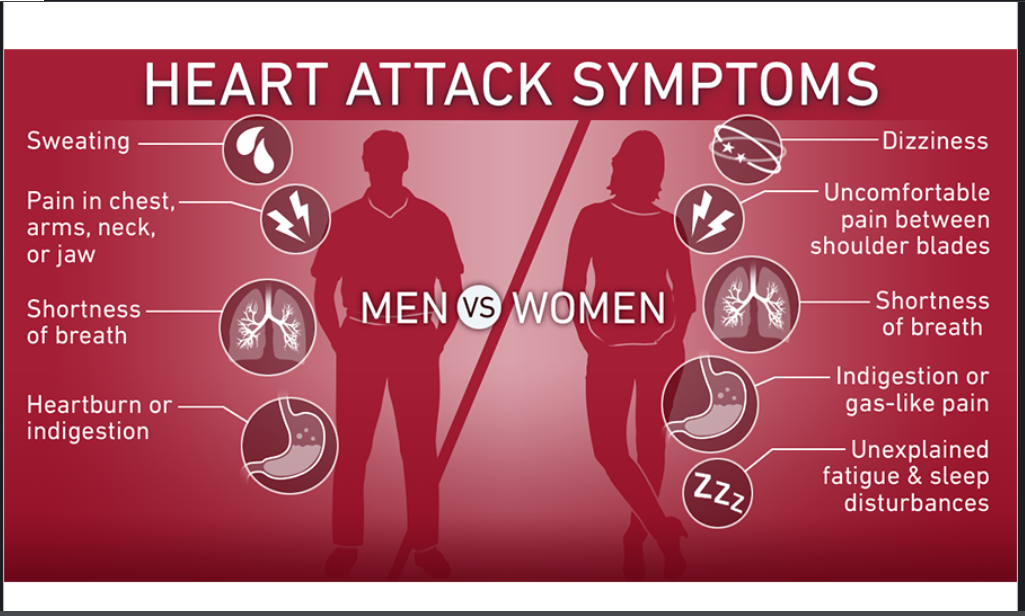 HEART ATTACK SYMPTOMS
Sweating
Pain in chest,
arms, neck,
or jaw
Shortness
of breath
Heartburn or
indigestion
MEN VS WOMEN
Dizziness
Uncomfortable
pain between
shoulder blades
Shortness
of breath
Indigestion or
gas-like pain
Unexplained
fatigue & sleep
disturbances
ZZz